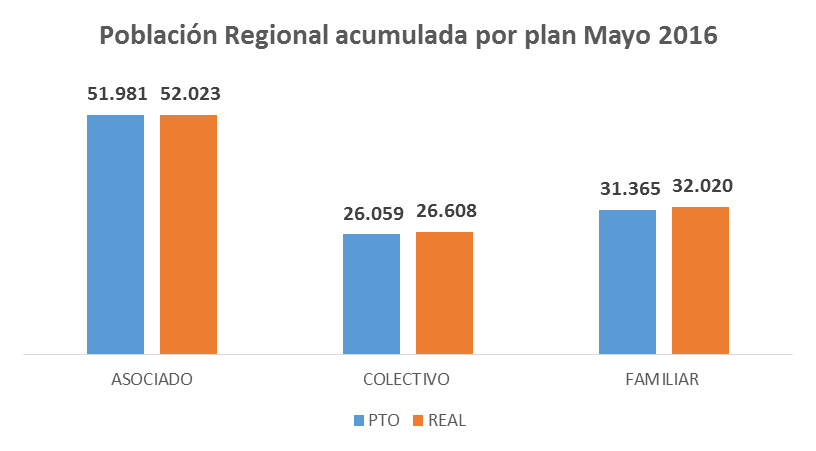 Población Regional acumulada por plan Mayo 2016
51.981 52.023
26.059 26.608
31.365 32.020
ASOCIADO COLECTIVO FAMILIAR
PTO REAL